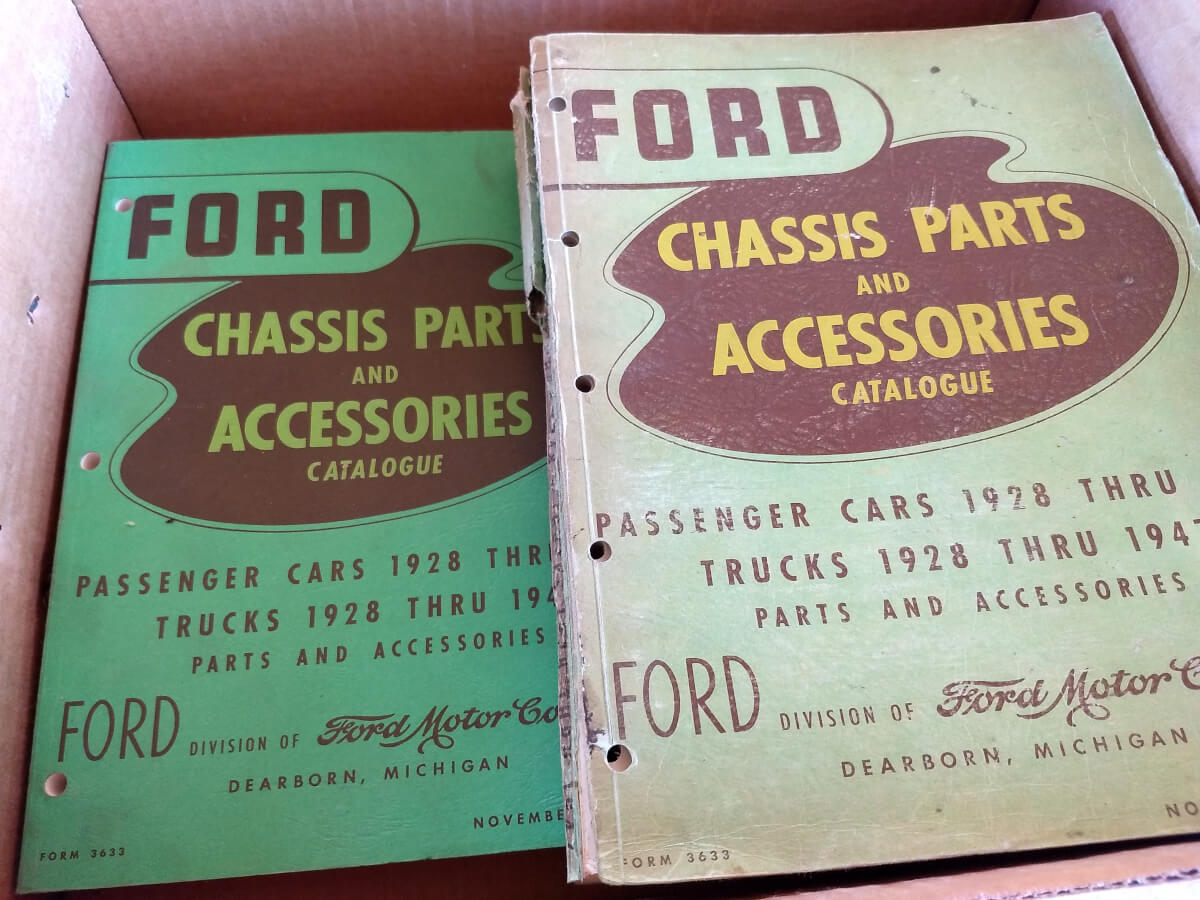 FORD
CHASSIS PARTS
AND
ACCESSORIES
CATALOGUE
PASSENGER CARS 1928
TRUCKS 1928 THRU
PARTS AND ACCESSORIES
FORD DIVISION OF Ford Motor Co
DEARBORN, MICHIGAN
FORM 3633
FORD
CHASSIS PARTS
AND
ACCESSORIES
CATALOGUE
PASSENGER CARS 1928 THRU
TRUCKS 1928 THRU
PARTS AND ACCESSORIES
FORD DIVISION OF Ford Motor
DEARBORN, MICHIGAN
FORM 3633